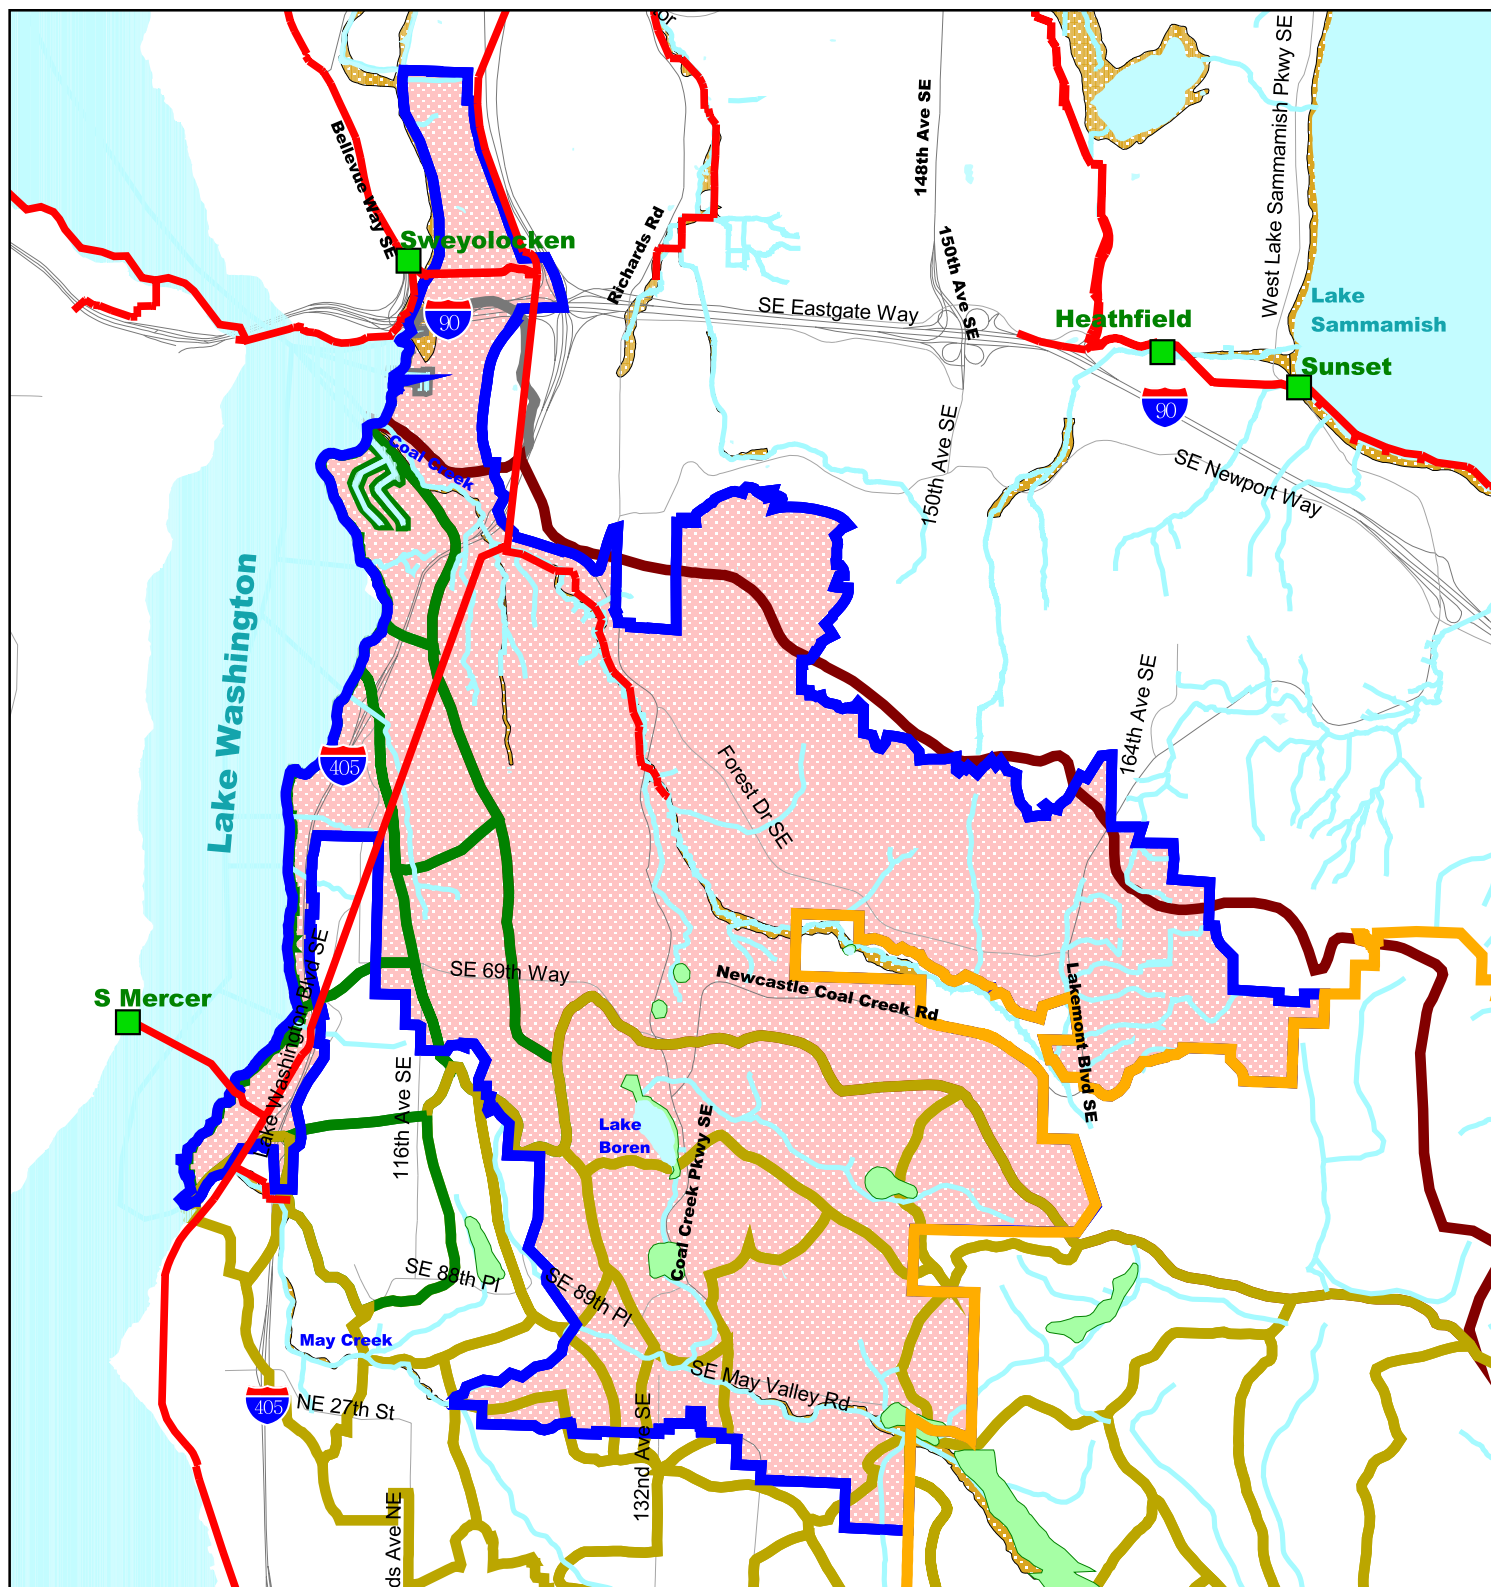 or
Bellevue Way SE
148th Ave SE
West Lake Sammamish Pkwy SE
Sweyolocken
Richards Rd
150th Ave SE
SE Eastgate Way
90
Heathfield
Lake
Sammamish
Sunset
90
Coal Creek
150th Ave SE
SE Newport Way
Lake Washington
164th Ave SE
405
Forest Dr SE
SE 69th Way
Newcastle Coal Creek Rd
Lakemont Blvd SE
S Mercer
Lake Washington Blvd SE
116th Ave SE
Lake
Boren
Coal Creek Pkwy SE
SE 88th Pl
SE 89th Pl
May Creek
SE May Valley Rd
405
NE 27th St
132nd Ave SE
ds Ave NE